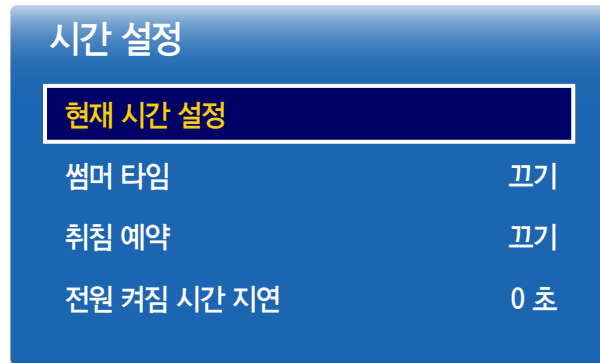 시간 설정
현재 시간 설정
썸머 타임 끄기
취침 예약 끄기
전원 켜짐 시간 지연 0 초